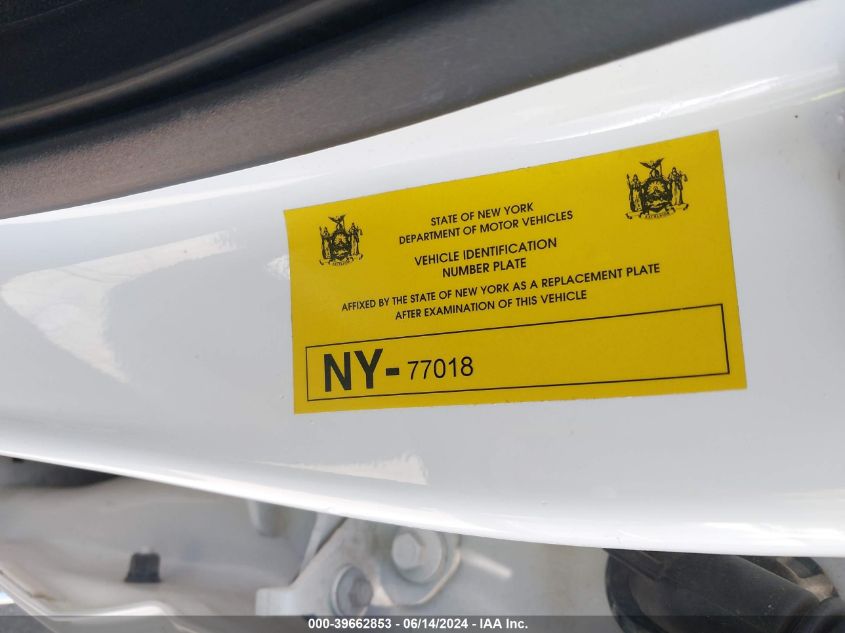 STATE OF NEW YORK
DEPARTMENT OF MOTOR VEHICLES
VEHICLE IDENTIFICATION
NUMBER PLATE
AFFIXED BY THE STATE OF NEW YORK AS A REPLACEMENT PLATE
AFTER EXAMINATION OF THIS VEHICLE
NY-77018
000-39662853 / 06/14/2024 - IAA Inc.